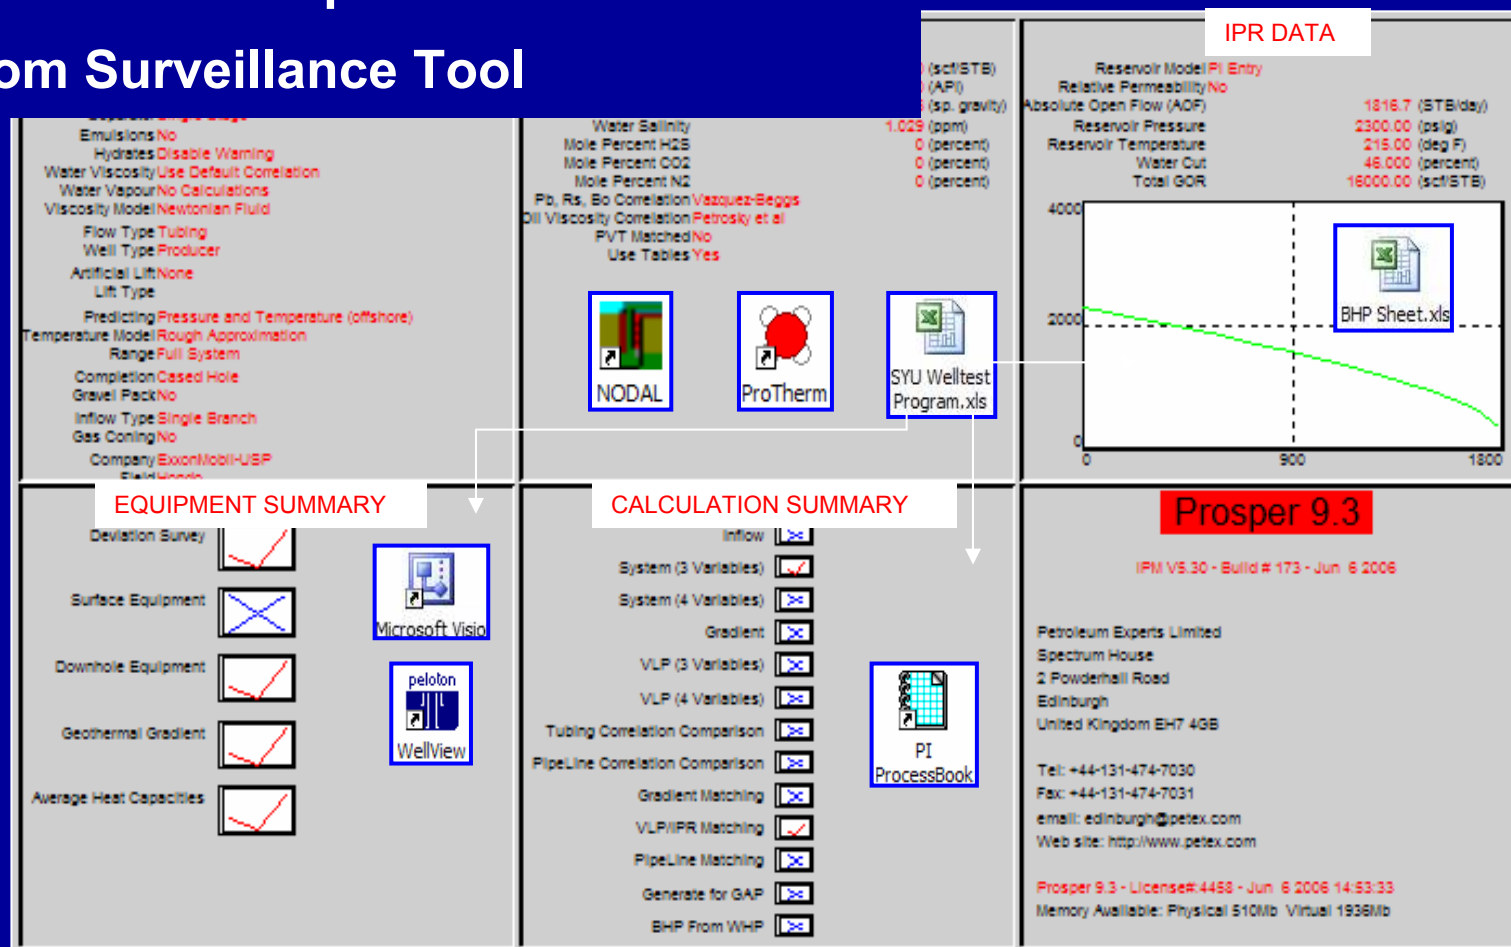 om Surveillance Tool
Emulsions No
Hydrates Disable Warning
Water Viscosity Use Default Correlation
Water Vapour No Calculations
Viscosity Model Newtonian Fluid
Flow Type Tubing
Well Type Producer
Artificial Lift None
Lift Type
Predicting Pressure and Temperature (offshore)
Temperature Model Rough Approximation
Range Full System
Completion Cased Hole
Gravel Pack No
Inflow Type Single Branch
Gas Coning No
Company ExxonMobil-USP
Field Hondo
(scf/STB)
(API)
(sp. gravity)
Water Salinity 1.029 (ppm)
Mole Percent H2S 0 (percent)
Mole Percent CO2 0 (percent)
Mole Percent N2 0 (percent)
Pb, Rs, Bo Correlation Vazquez-Beggs
Oil Viscosity Correlation Petrosky et al
PVT Matched No
Use Tables Yes
NODAL
ProTherm
SYU Welltest
Program.xls
IPR DATA
Reservoir Model PI Entry
Relative Permeability No
Absolute Open Flow (AOF) 1816.7 (STB/day)
Reservoir Pressure 2300.00 (psig)
Reservoir Temperature 215.00 (deg F)
Water Cut 46.000 (percent)
Total GOR 16000.00 (scf/STB)
4000
2000
0
0 900 1800
BHP Sheet.xls
EQUIPMENT SUMMARY
Deviation Survey
Surface Equipment
Downhole Equipment
Geothermal Gradient
Average Heat Capacities
Microsoft Visio
peloton
WellView
CALCULATION SUMMARY
Inflow
System (3 Variables)
System (4 Variables)
Gradient
VLP (3 Variables)
VLP (4 Variables)
Tubing Correlation Comparison
PipeLine Correlation Comparison
Gradient Matching
VLP/IPR Matching
PipeLine Matching
Generate for GAP
BHP From WHP
PI
ProcessBook
Prosper 9.3
IPM V5.30 - Build # 173 - Jun 6 2006
Petroleum Experts Limited
Spectrum House
2 Powderhall Road
Edinburgh
United Kingdom EH7 4GB
Tel: +44-131-474-7030
Fax: +44-131-474-7031
email: edinburgh@petex.com
Web site: http://www.petex.com
Prosper 9.3 - License#:4458 - Jun 6 2006 14:53:33
Memory Available: Physical 510Mb Virtual 1936Mb